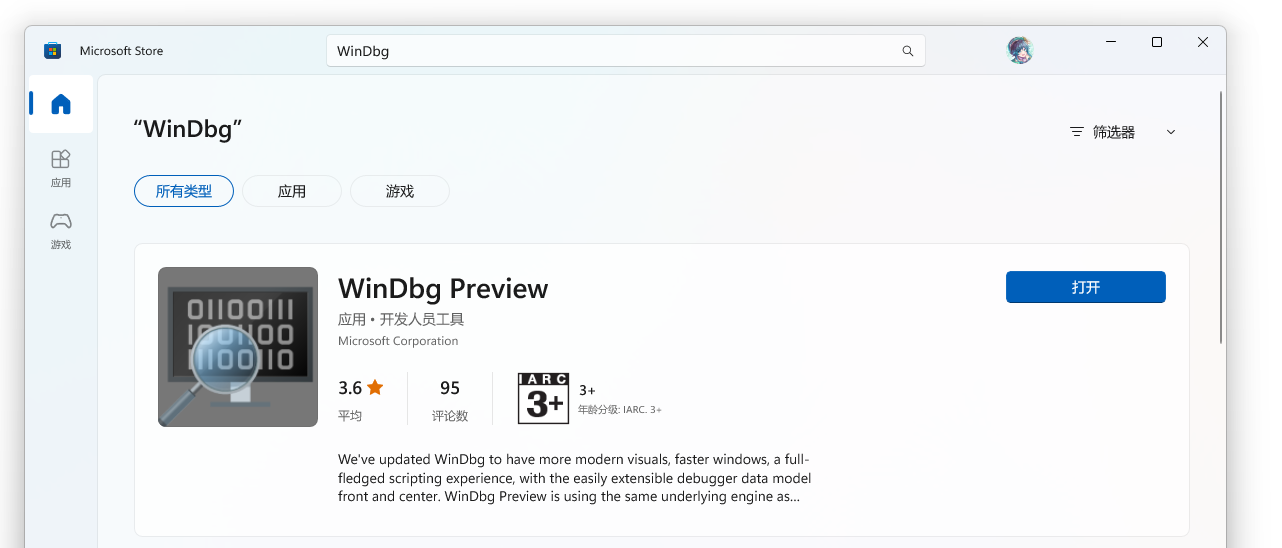 Microsoft Store
WinDbg
“WinDbg”
筛选器
应用
游戏
所有类型
应用
游戏
01100111
1001100
1100110
WinDbg Preview
打开
应用 • 开发人员工具
Microsoft Corporation
3.6
平均
95
评论数
IARC
3+
3+
年龄分级: IARC. 3+
We've updated WinDbg to have more modern visuals, faster windows, a full-
fledged scripting experience, with the easily extensible debugger data model
front and center. WinDbg Preview is using the same underlying engine as...